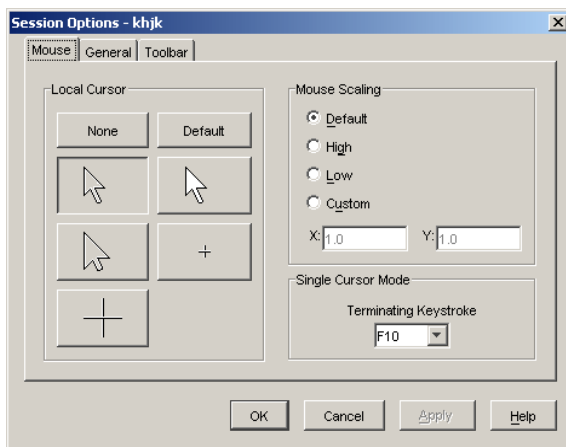 Session Options - khjk
Mouse General Toolbar
Local Cursor
None Default
Mouse Scaling
Default
High
Low
Custom
X: 1.0 Y: 1.0
Single Cursor Mode
Terminating Keystroke
F10
OK Cancel Apply Help